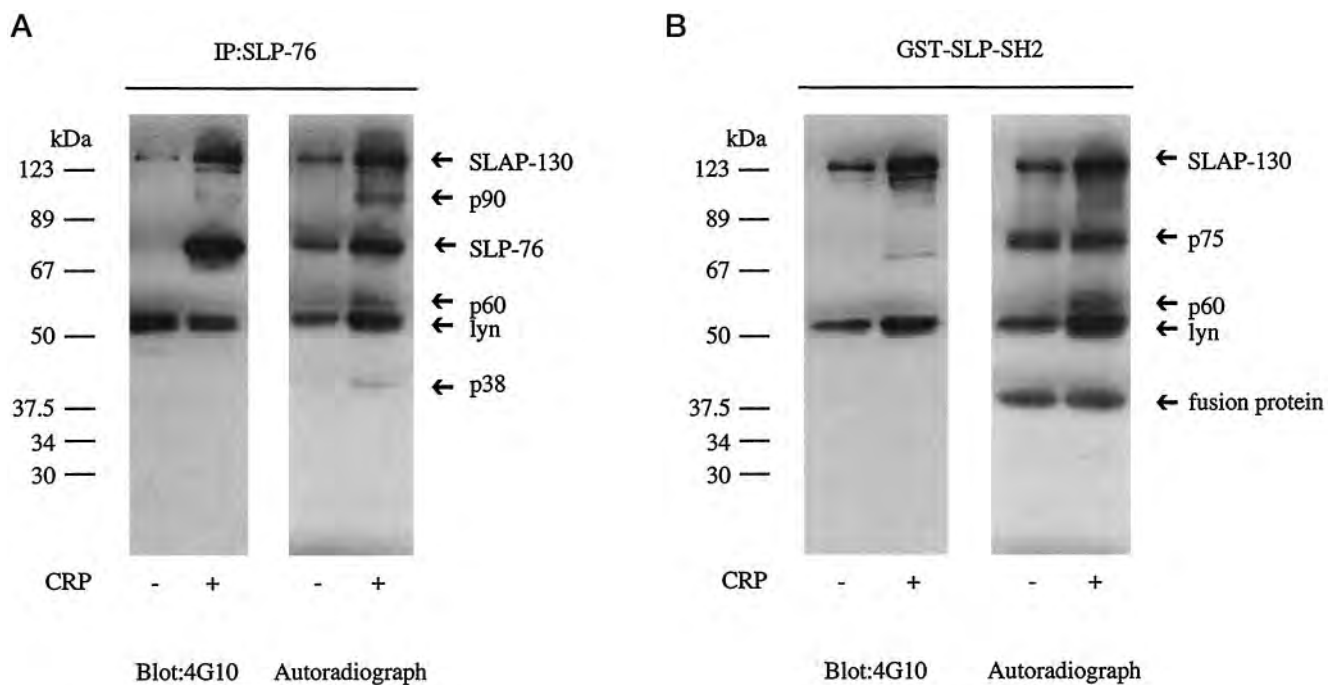 A
IP:SLP-76
kDa
123
89
67
50
37.5
34
30
SLAP-130
p90
SLP-76
p60
lyn
p38
CRP - + - +
Blot:4G10 Autoradiograph
B
GST-SLP-SH2
kDa
123
89
67
50
37.5
34
30
SLAP-130
p75
p60
lyn
fusion protein
CRP - + - +
Blot:4G10 Autoradiograph